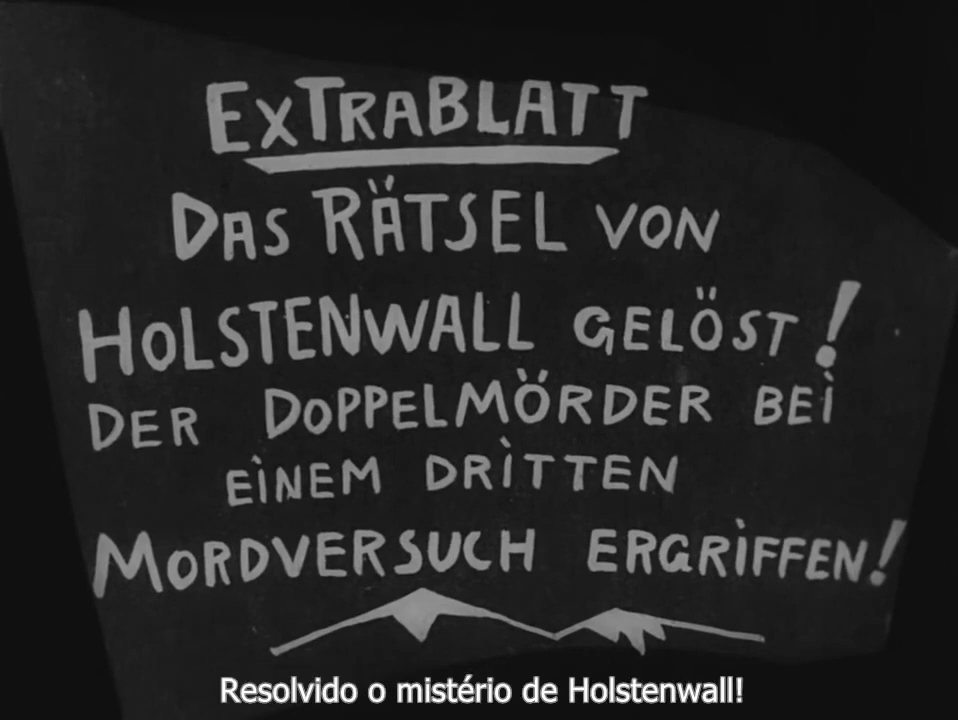 EXTRABLATT
DAS RÄTSEL VON
HOLSTENWALL GELÖST!
DER DOPPELMÖRDER BEI
EINEM DRITTEN
MORDVERSUCH ERGRIFFEN!
Resolvido o mistério de Holstenwall!